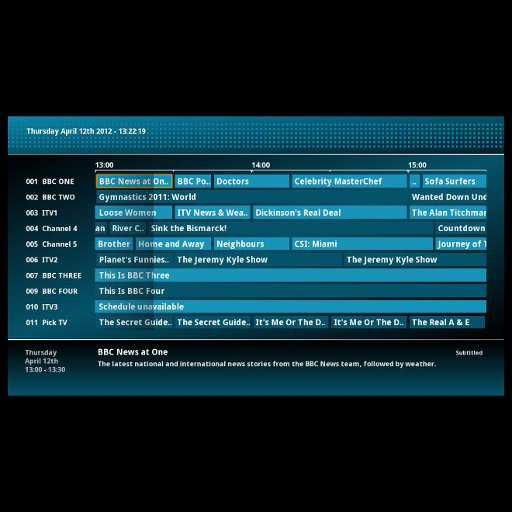 Thursday April 12th 2012 - 13:22:19
13:00 14:00 15:00
001 BBC ONE BBC News at On.. BBC Po.. Doctors Celebrity MasterChef .. Sofa Surfers
002 BBC TWO Gymnastics 2011: World Wanted Down Und
003 ITV1 Loose Women ITV News & Wea.. Dickinson's Real Deal The Alan Titchmar
004 Channel 4 an River C.. Sink the Bismarck! Countdown
005 Channel 5 Brother Home and Away Neighbours CSI: Miami Journey of T
006 ITV2 Planet's Funnies.. The Jeremy Kyle Show The Jeremy Kyle Show
007 BBC THREE This Is BBC Three
009 BBC FOUR This Is BBC Four
010 ITV3 Schedule unavailable
011 Pick TV The Secret Guide.. The Secret Guide.. It's Me Or The D.. It's Me Or The D.. The Real A & E
Thursday
April 12th
13:00 - 13:30
BBC News at One
Subtitled
The latest national and international news stories from the BBC News team, followed by weather.